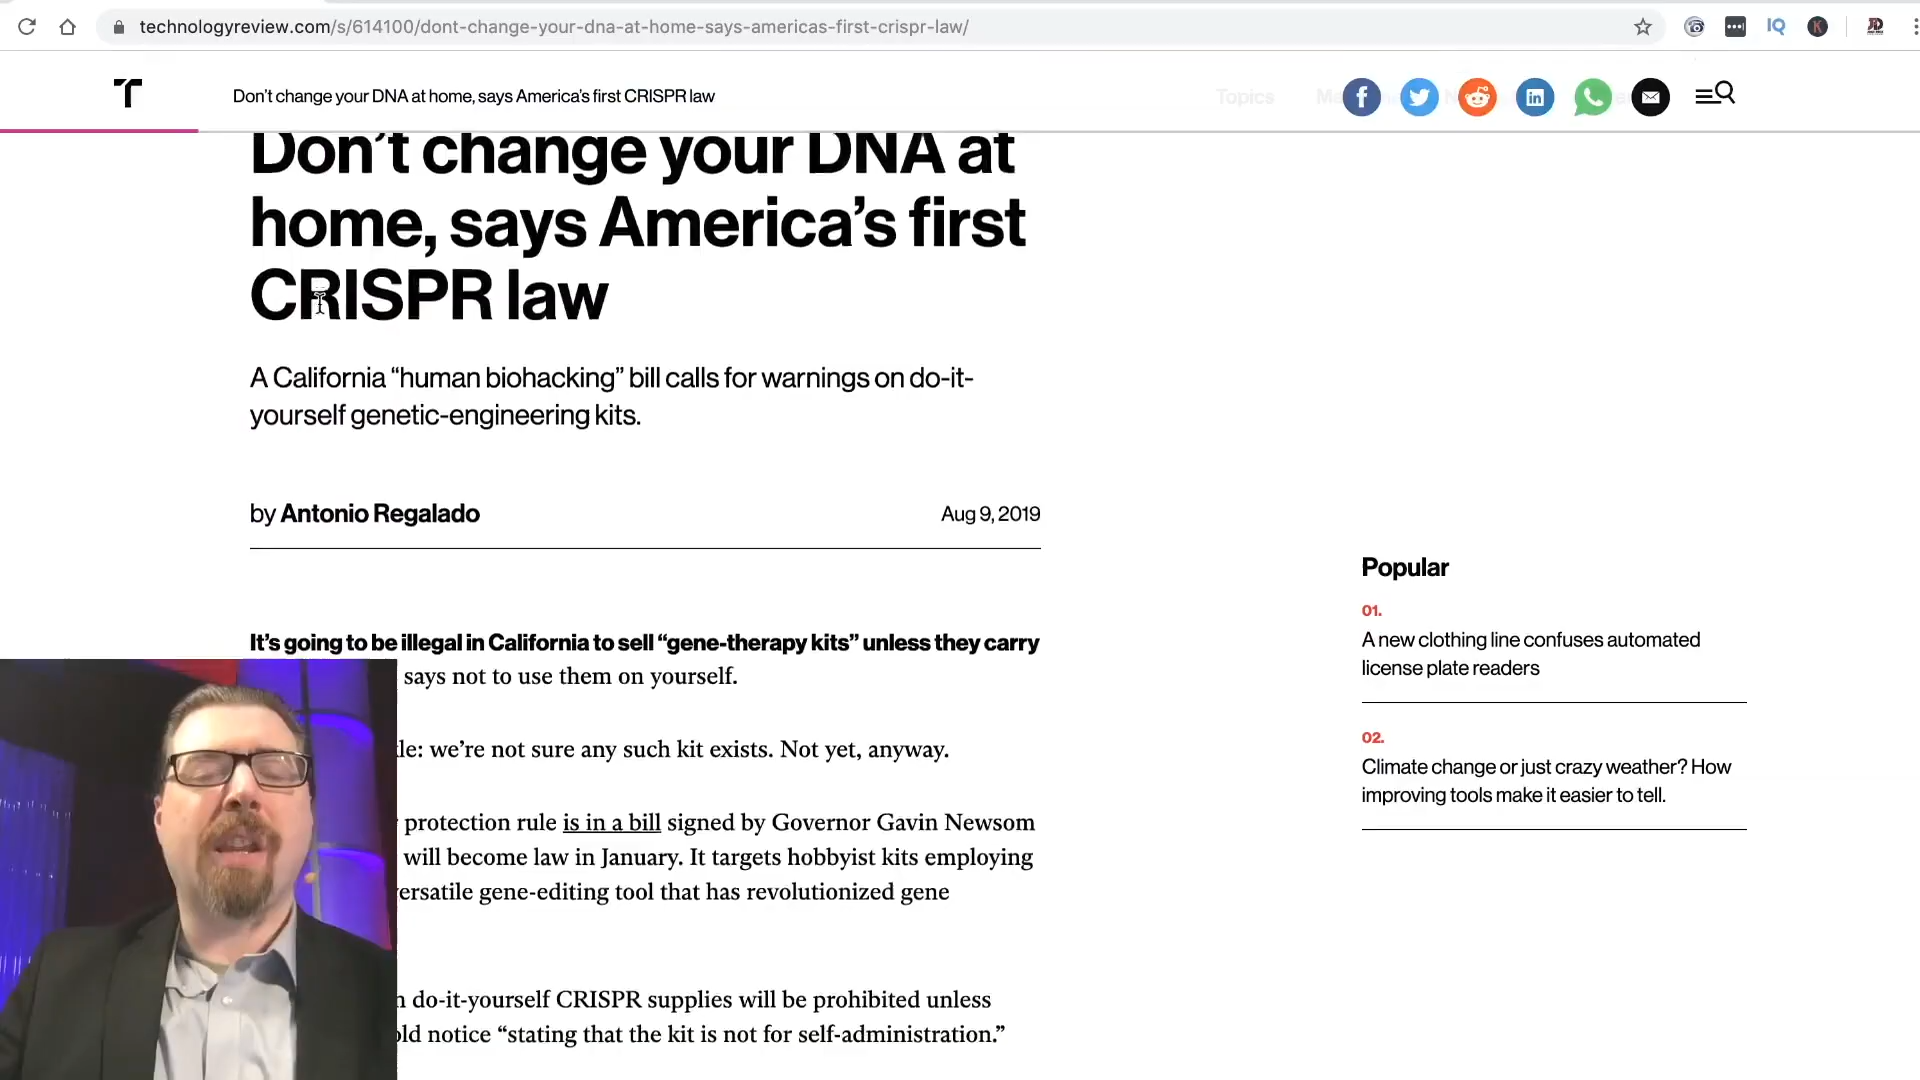 technologyreview.com/s/614100/dont-change-your-dna-at-home-says-americas-first-crispr-law/
IQ
K
Don't change your DNA at home, says America's first CRISPR law
Topics
Don't change your DNA at
home, says America's first
CRISPR law
A California “human biohacking” bill calls for warnings on do-it-
yourself genetic-engineering kits.
by Antonio Regalado
Aug 9, 2019
It's going to be illegal in California to sell “gene-therapy kits” unless they carry
says not to use them on yourself.
we're not sure any such kit exists. Not yet, anyway.
protection rule is in a bill signed by Governor Gavin Newsom
will become law in January. It targets hobbyist kits employing
gene-editing tool that has revolutionized gene
do-it-yourself CRISPR supplies will be prohibited unless
notice “stating that the kit is not for self-administration.”
Popular
01.
A new clothing line confuses automated
license plate readers
02.
Climate change or just crazy weather? How
improving tools make it easier to tell.